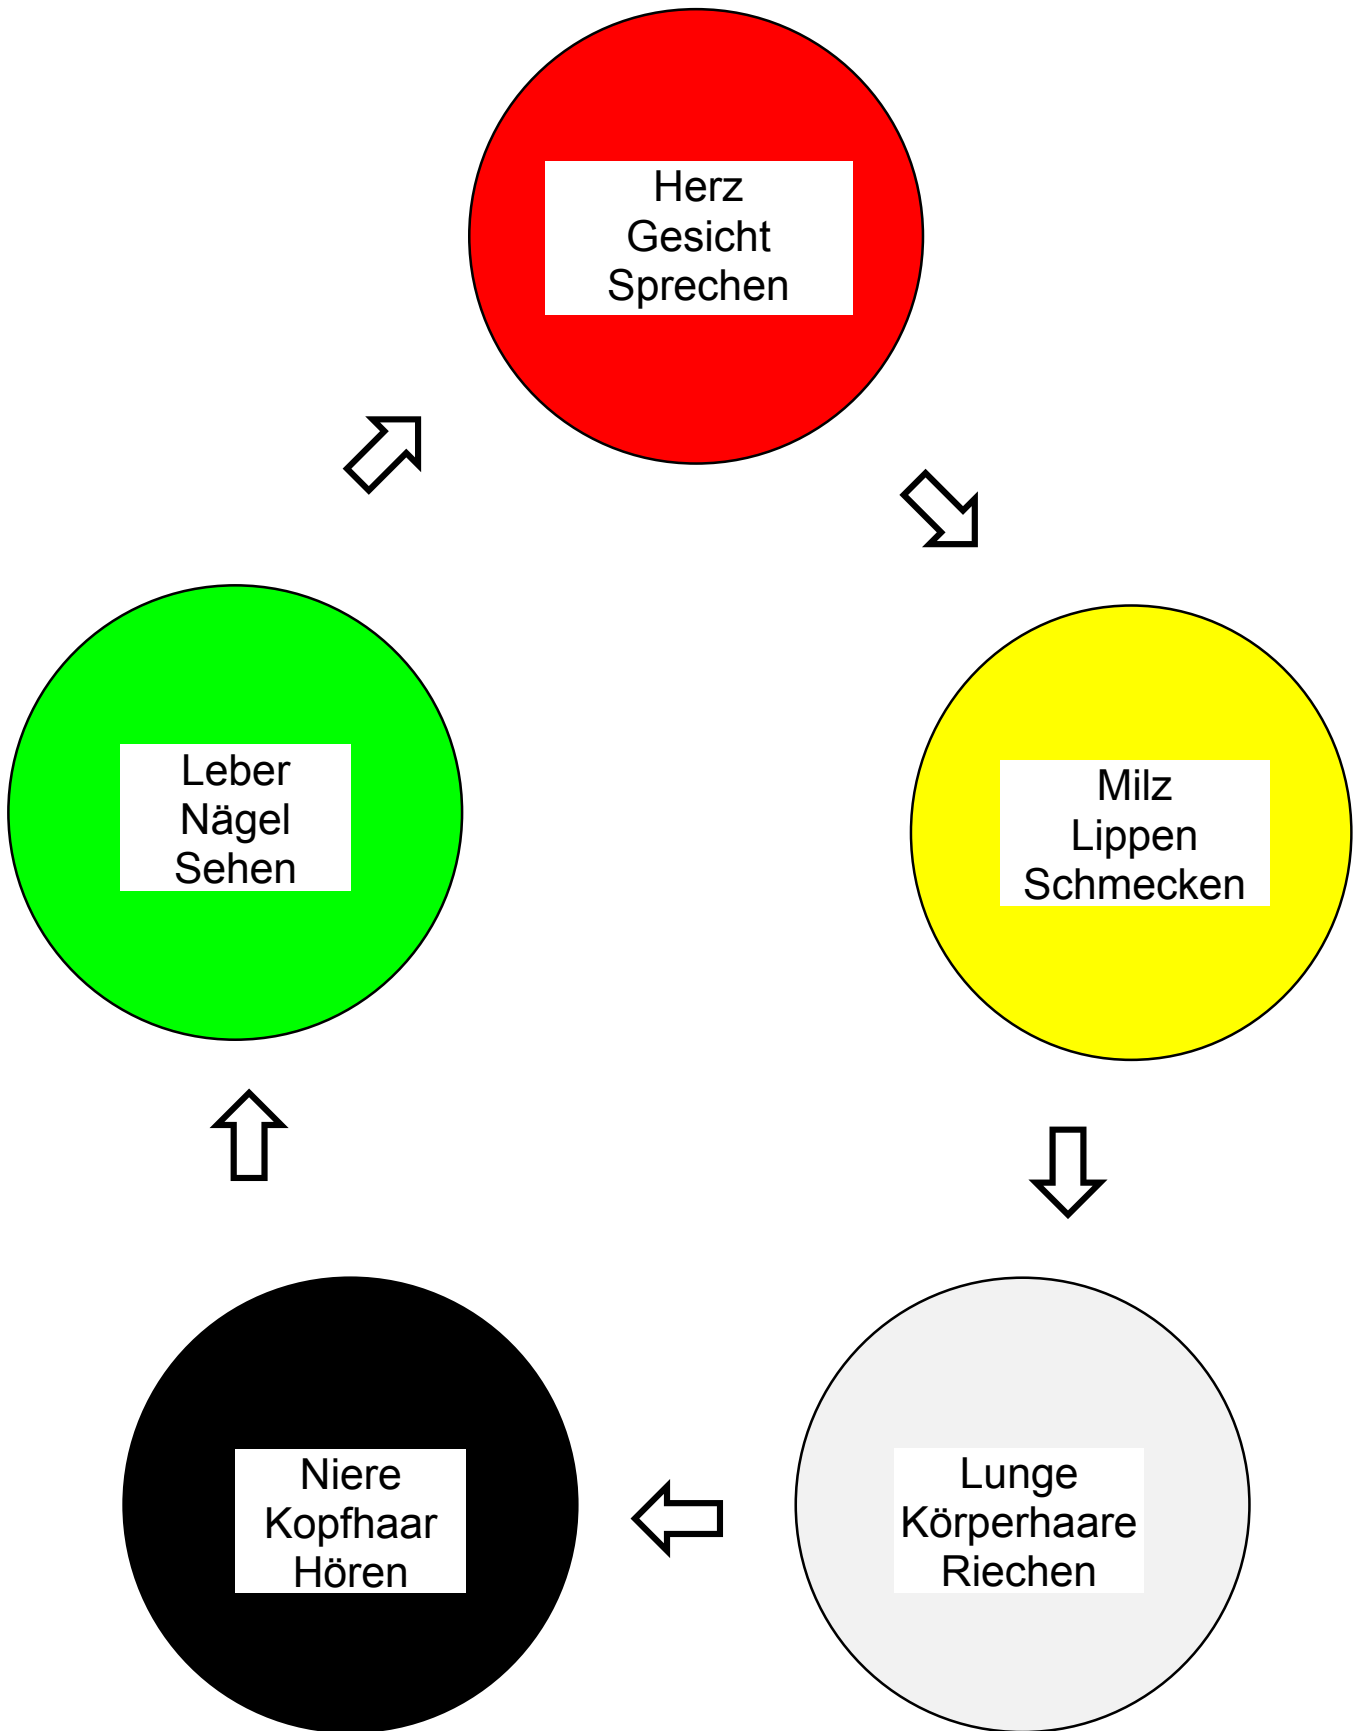 Herz
Gesicht
Sprechen
Leber
Nägel
Sehen
Milz
Lippen
Schmecken
Niere
Kopfhaar
Hören
Lunge
Körperhaare
Riechen